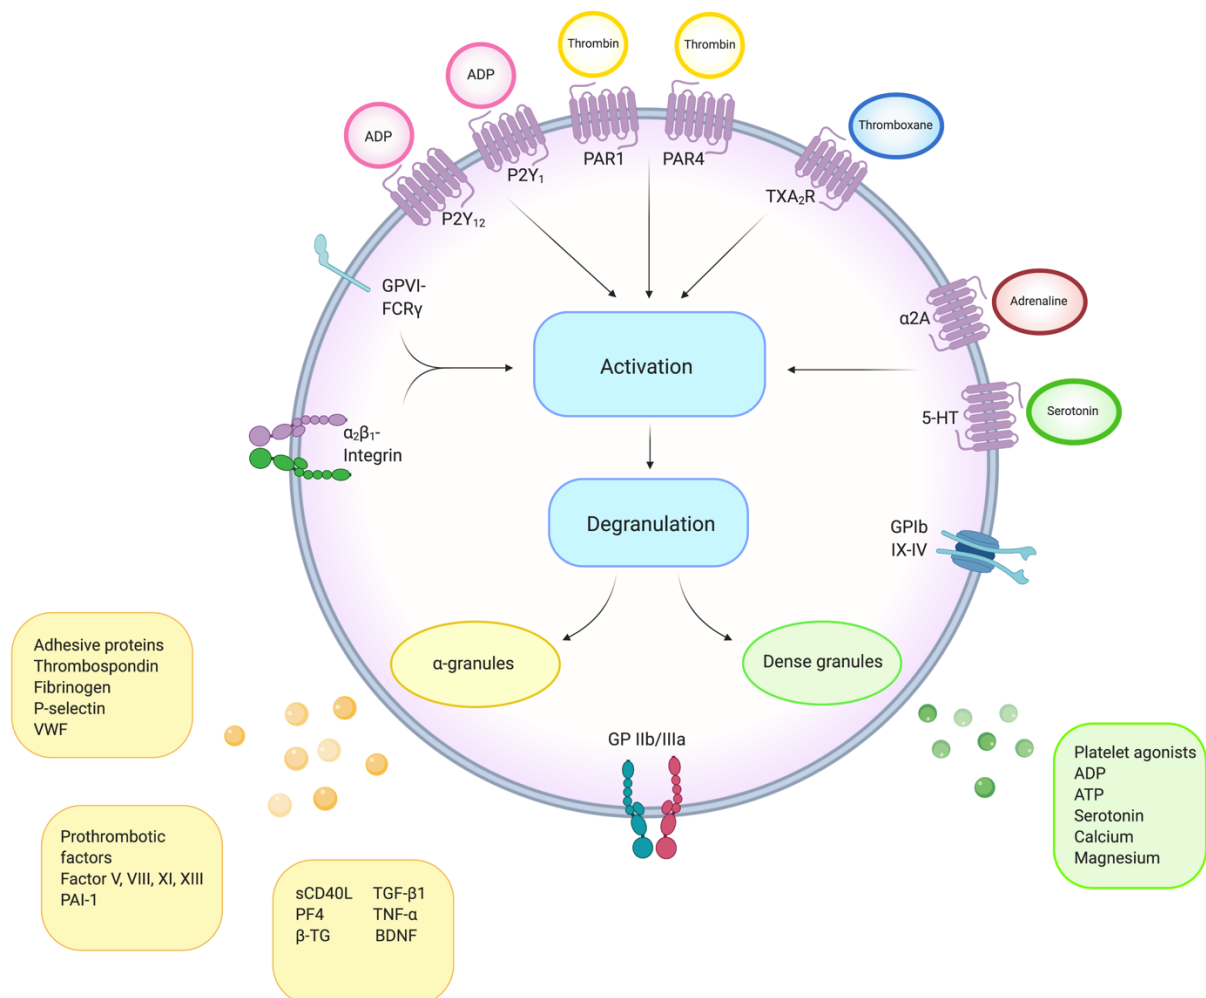 Thrombin
Thrombin
ADP
ADP
Thromboxane
PAR1
PAR4
P2Y₁
P2Y₁₂
TXA₂R
GPVI-
FCRγ
Adrenaline
α2A
Activation
5-HT
Serotonin
α₂β₁-
Integrin
Degranulation
GPIb
IX-IV
α-granules
Dense granules
GP IIb/IIIa
Adhesive proteins
Thrombospondin
Fibrinogen
P-selectin
VWF
Prothrombotic
factors
Factor V, VIII, XI, XIII
PAI-1
sCD40L TGF-β1
PF4 TNF-α
β-TG BDNF
Platelet agonists
ADP
ATP
Serotonin
Calcium
Magnesium